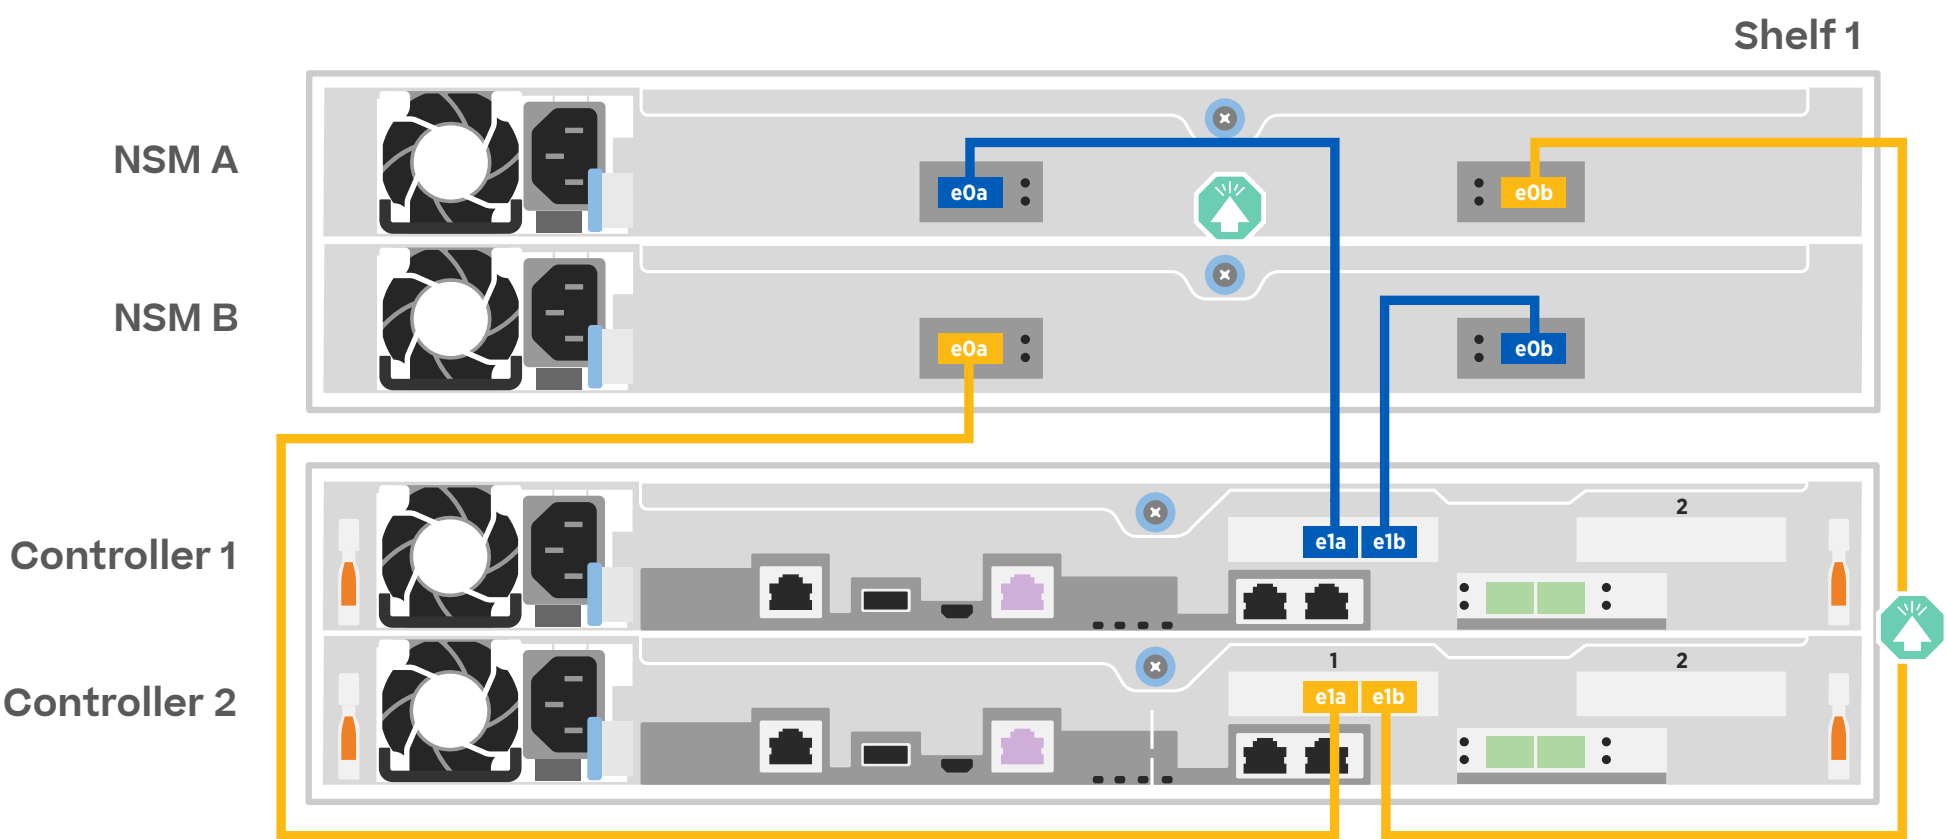 Shelf 1
NSM A
e0a
e0b
NSM B
e0a
e0b
Controller 1
2
e1a e1b
Controller 2
1
2
e1a e1b